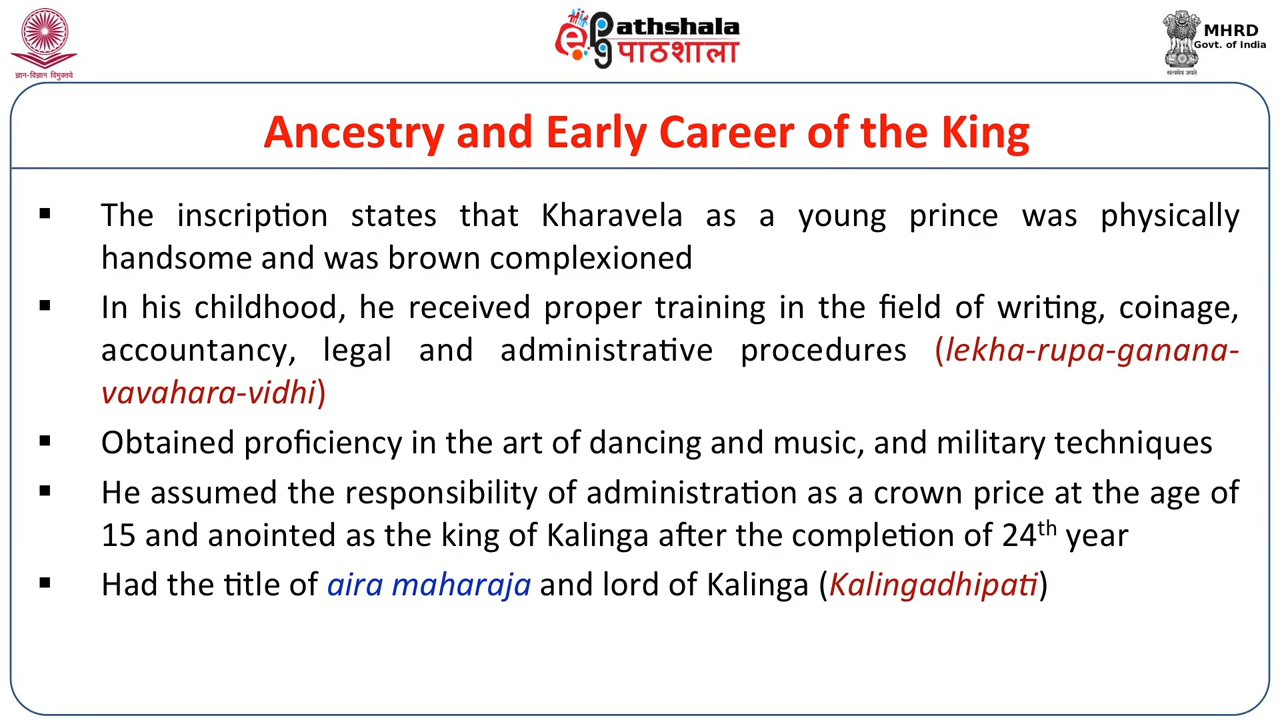 ज्ञान-विज्ञान विमुक्तये
ePathshala
पाठशाला
MHRD
Govt. of India
सत्यमेव जयते
Ancestry and Early Career of the King
▪ The inscription states that Kharavela as a young prince was physically
handsome and was brown complexioned
▪ In his childhood, he received proper training in the field of writing, coinage,
accountancy, legal and administrative procedures (lekha-rupa-ganana-
vavahara-vidhi)
▪ Obtained proficiency in the art of dancing and music, and military techniques
▪ He assumed the responsibility of administration as a crown price at the age of
15 and anointed as the king of Kalinga after the completion of 24th year
▪ Had the title of aira maharaja and lord of Kalinga (Kalingadhipati)